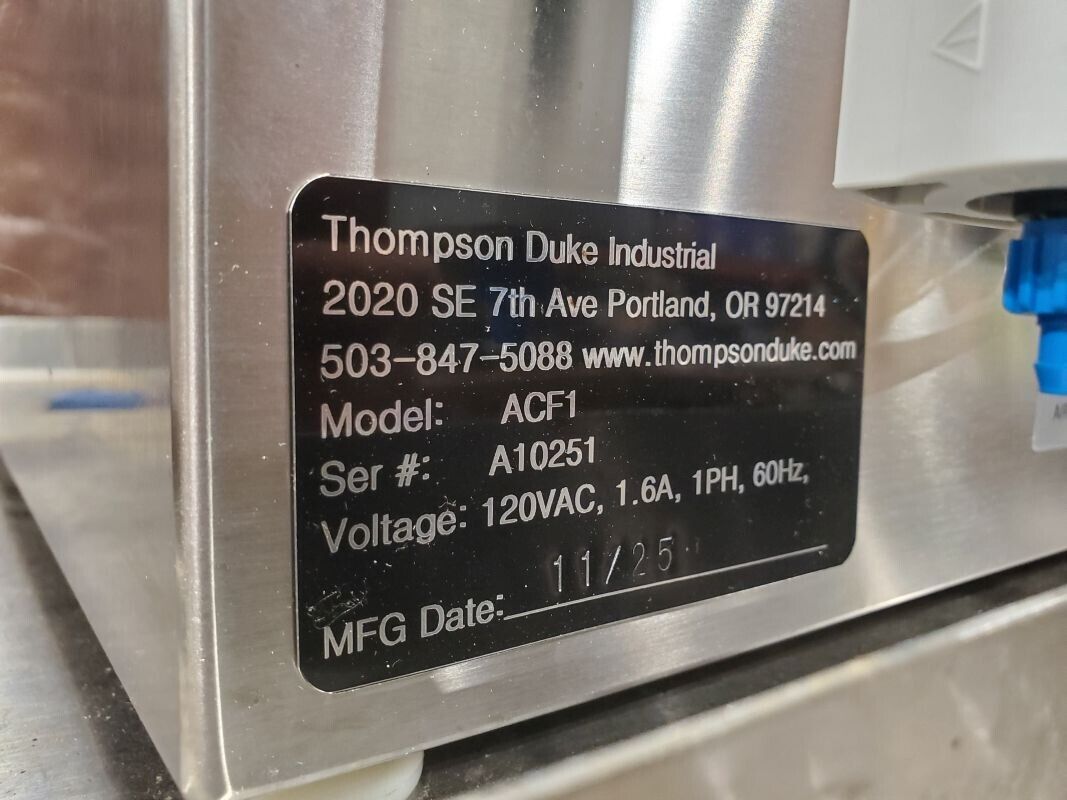 Thompson Duke Industrial
2020 SE 7th Ave Portland, OR 97214
503-847-5088 www.thompsonduke.com
Model: ACF1
Ser #: A10251
Voltage: 120VAC, 1.6A, 1PH, 60Hz,
MFG Date: 11/25